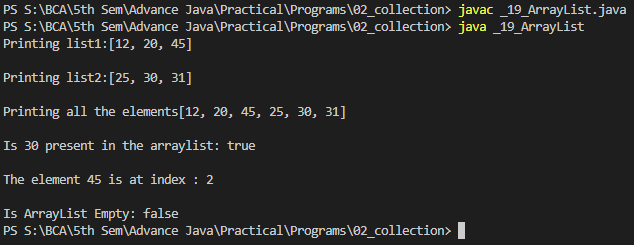 PS S:\BCA\5th Sem\Advance Java\Practical\Programs\02_collection> javac _19_ArrayList.java
PS S:\BCA\5th Sem\Advance Java\Practical\Programs\02_collection> java _19_ArrayList
Printing list1:[12, 20, 45]
Printing list2:[25, 30, 31]
Printing all the elements[12, 20, 45, 25, 30, 31]
Is 30 present in the arraylist: true
The element 45 is at index : 2
Is ArrayList Empty: false
PS S:\BCA\5th Sem\Advance Java\Practical\Programs\02_collection>